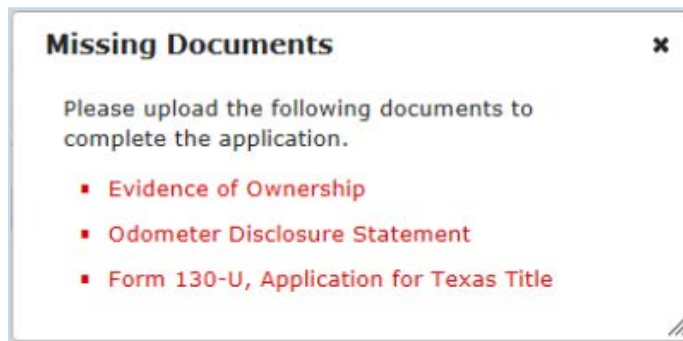 Missing Documents
Please upload the following documents to
complete the application.
Evidence of Ownership
Odometer Disclosure Statement
Form 130-U, Application for Texas Title